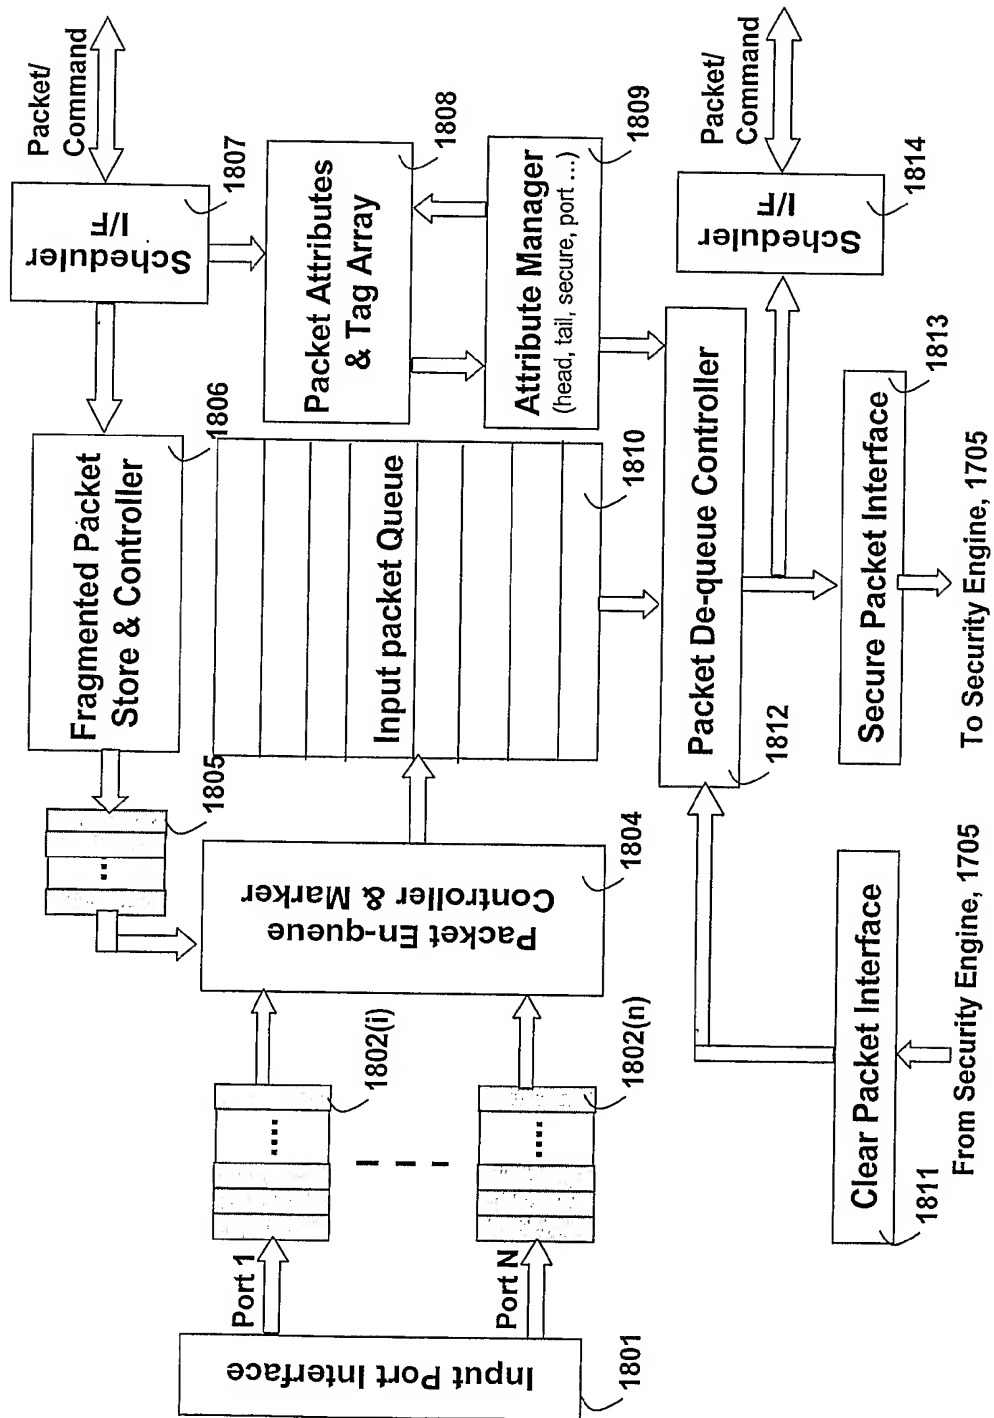 Input Port Interface
1801
Port 1
Port N
....
1802(i)
....
1802(n)
Packet En-queue
Controller & Marker
1804
...
1805
Fragmented Packet
Store & Controller
1806
Scheduler
I/F
1807
Packet/
Command
Packet Attributes
& Tag Array
1808
Attribute Manager
(head, tail, secure, port ...)
1809
Input packet Queue
1810
Clear Packet Interface
1811
From Security Engine, 1705
Packet De-queue Controller
1812
Secure Packet Interface
1813
To Security Engine, 1705
Scheduler
I/F
1814
Packet/
Command